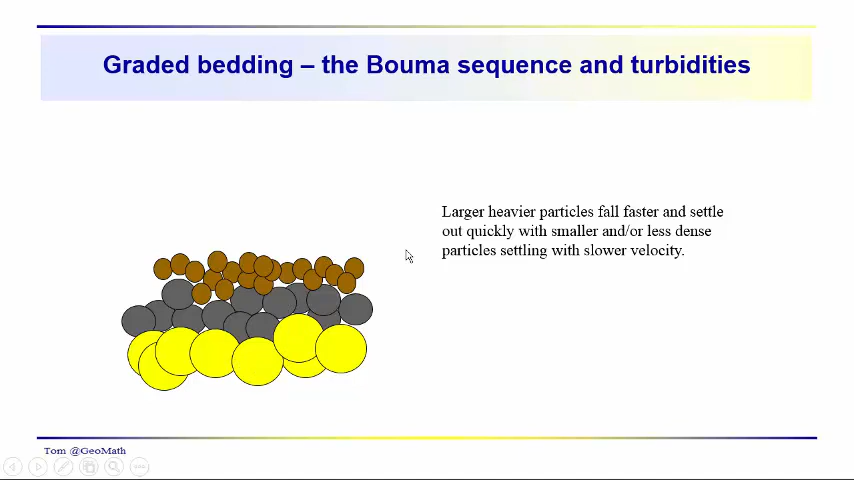 Graded bedding – the Bouma sequence and turbidities
Larger heavier particles fall faster and settle
out quickly with smaller and/or less dense
particles settling with slower velocity.
Tom @GeoMath